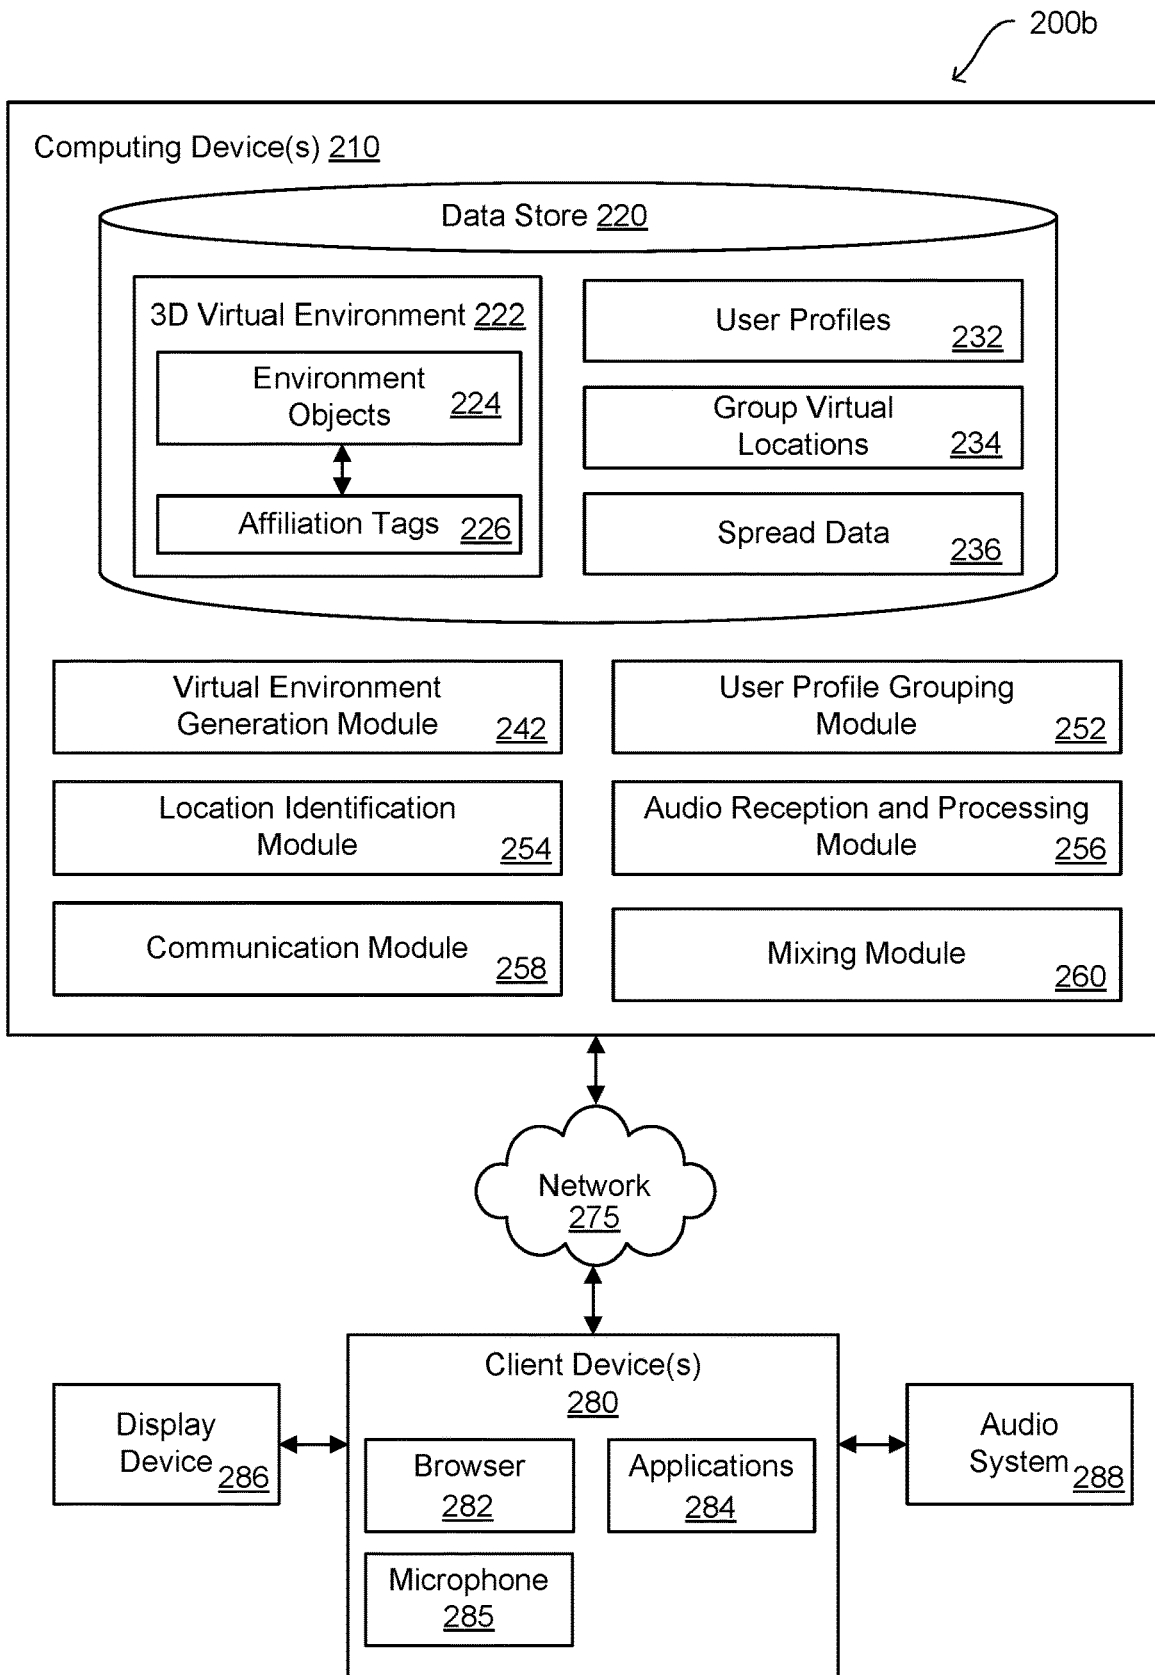 200b
Computing Device(s) 210
Data Store 220
3D Virtual Environment 222
Environment
Objects 224
Affiliation Tags 226
User Profiles
232
Group Virtual
Locations 234
Spread Data
236
Virtual Environment
Generation Module 242
User Profile Grouping
Module 252
Location Identification
Module 254
Audio Reception and Processing
Module 256
Communication Module
258
Mixing Module
260
Network
275
Client Device(s)
280
Display
Device 286
Browser
282
Applications
284
Microphone
285
Audio
System 288